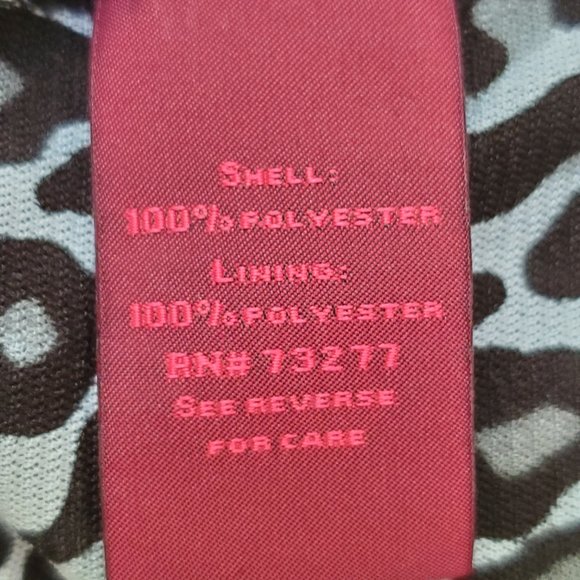 SHELL:
100% POLYESTER
LINING:
100% POLYESTER
RN# 73277
SEE REVERSE
FOR CARE